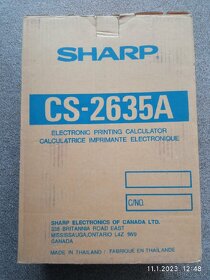 SHARP
CS-2635A
ELECTRONIC PRINTING CALCULATOR
CALCULATRICE IMPRIMANTE ELECTRONIQUE
C/NO.
SHARP ELECTRONICS OF CANADA LTD.
335 BRITANNIA ROAD EAST
MISSISSAUGA, ONTARIO L4Z 1W9
CANADA
MADE IN THAILAND / FABRIQUE EN THAILANDE
11.1.2023 12:48